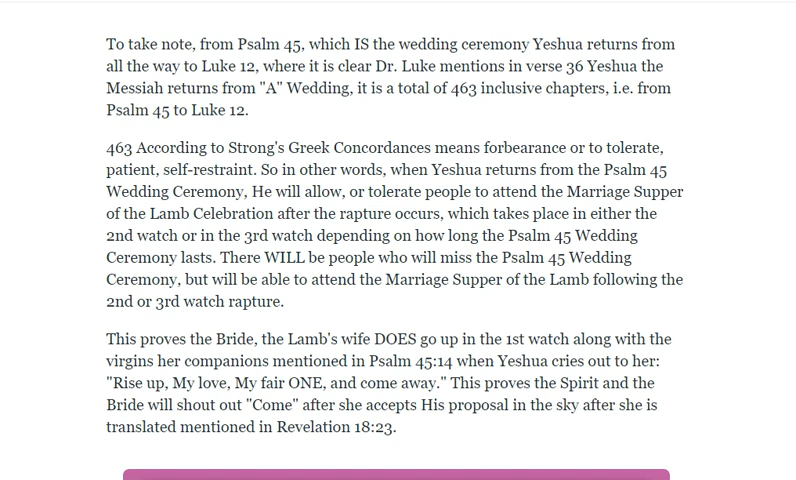 To take note, from Psalm 45, which IS the wedding ceremony Yeshua returns from
all the way to Luke 12, where it is clear Dr. Luke mentions in verse 36 Yeshua the
Messiah returns from "A" Wedding, it is a total of 463 inclusive chapters, i.e. from
Psalm 45 to Luke 12.
463 According to Strong's Greek Concordances means forbearance or to tolerate,
patient, self-restraint. So in other words, when Yeshua returns from the Psalm 45
Wedding Ceremony, He will allow, or tolerate people to attend the Marriage Supper
of the Lamb Celebration after the rapture occurs, which takes place in either the
2nd watch or in the 3rd watch depending on how long the Psalm 45 Wedding
Ceremony lasts. There WILL be people who will miss the Psalm 45 Wedding
Ceremony, but will be able to attend the Marriage Supper of the Lamb following the
2nd or 3rd watch rapture.
This proves the Bride, the Lamb's wife DOES go up in the 1st watch along with the
virgins her companions mentioned in Psalm 45:14 when Yeshua cries out to her:
"Rise up, My love, My fair ONE, and come away." This proves the Spirit and the
Bride will shout out "Come" after she accepts His proposal in the sky after she is
translated mentioned in Revelation 18:23.